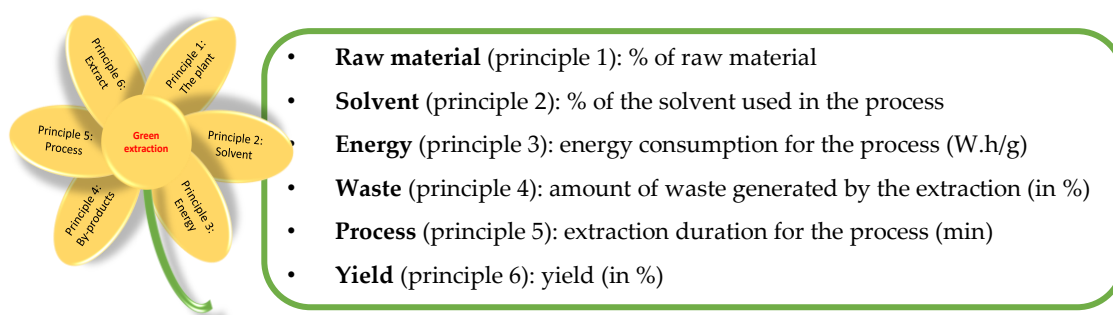 Principle 6:
Extract
Principle 1:
The plant
Principle 5:
Process
Green
extraction
Principle 2:
Solvent
Principle 4:
By-products
Principle 3:
Energy
• Raw material (principle 1): % of raw material
• Solvent (principle 2): % of the solvent used in the process
• Energy (principle 3): energy consumption for the process (W.h/g)
• Waste (principle 4): amount of waste generated by the extraction (in %)
• Process (principle 5): extraction duration for the process (min)
• Yield (principle 6): yield (in %)